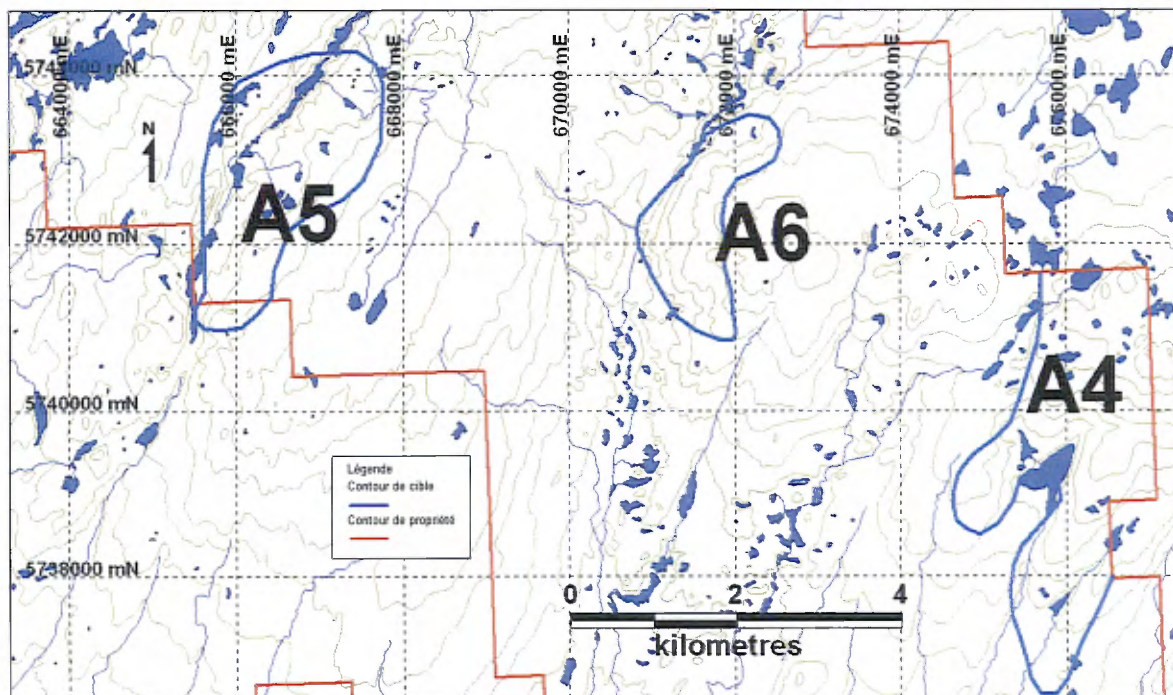 664000 mE
666000 mE
668000 mE
670000 mE
672000 mE
674000 mE
676000 mE
5744000 mN
N
A5
A6
5742000 mN
A4
5740000 mN
Légende
Contour de cible
Contour de propriété
5738000 mN
0 2 4
kilometres